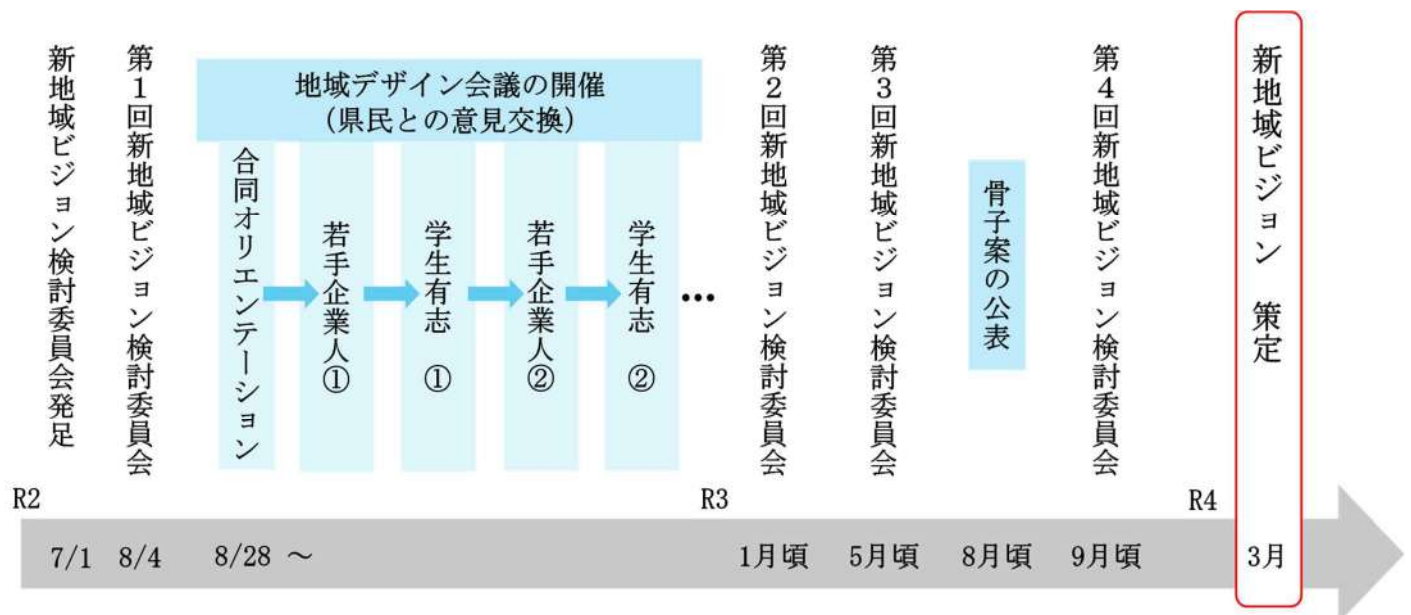 新地域ビジョン検討委員会発足
第1回新地域ビジョン検討委員会
地域デザイン会議の開催
(県民との意見交換)
合同オリエンテーション
若手企業人①
学生有志 ①
若手企業人②
学生有志 ②
•••
第2回新地域ビジョン検討委員会
第3回新地域ビジョン検討委員会
骨子案の公表
第4回新地域ビジョン検討委員会
新地域ビジョン 策定
R2
R3
R4
7/1
8/4
8/28 ～
1月頃
5月頃
8月頃
9月頃
3月